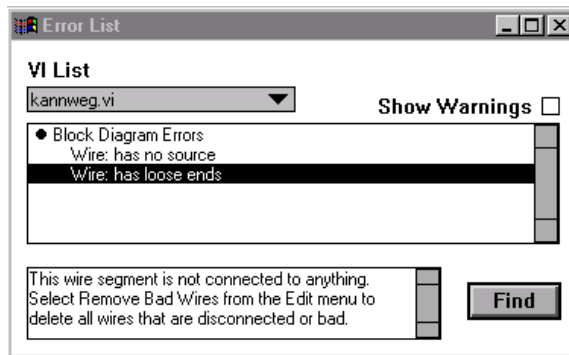 Error List
VI List
kannweg.vi
Show Warnings
Block Diagram Errors
Wire: has no source
Wire: has loose ends
This wire segment is not connected to anything.
Select Remove Bad Wires from the Edit menu to
delete all wires that are disconnected or bad.
Find